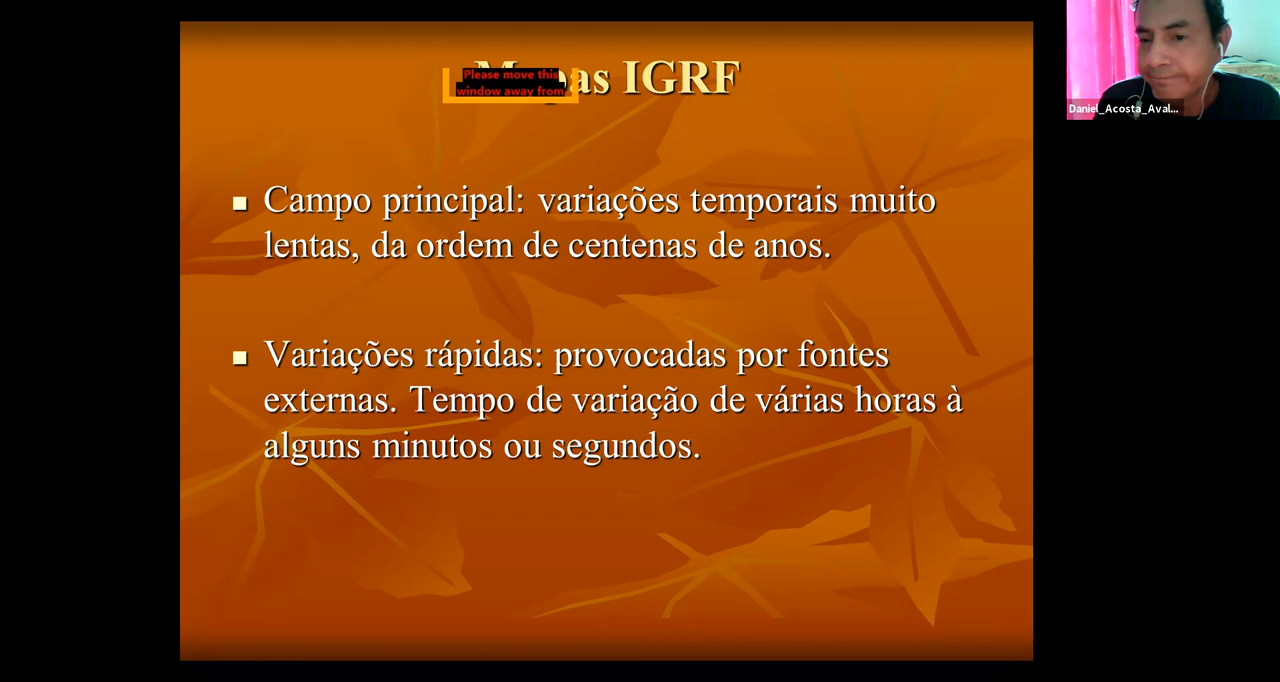 Mapas IGRF
Please move this
window away from
Campo principal: variações temporais muito
lentas, da ordem de centenas de anos.
Variações rápidas: provocadas por fontes
externas. Tempo de variação de várias horas à
alguns minutos ou segundos.
Daniel_Acosta_Aval...